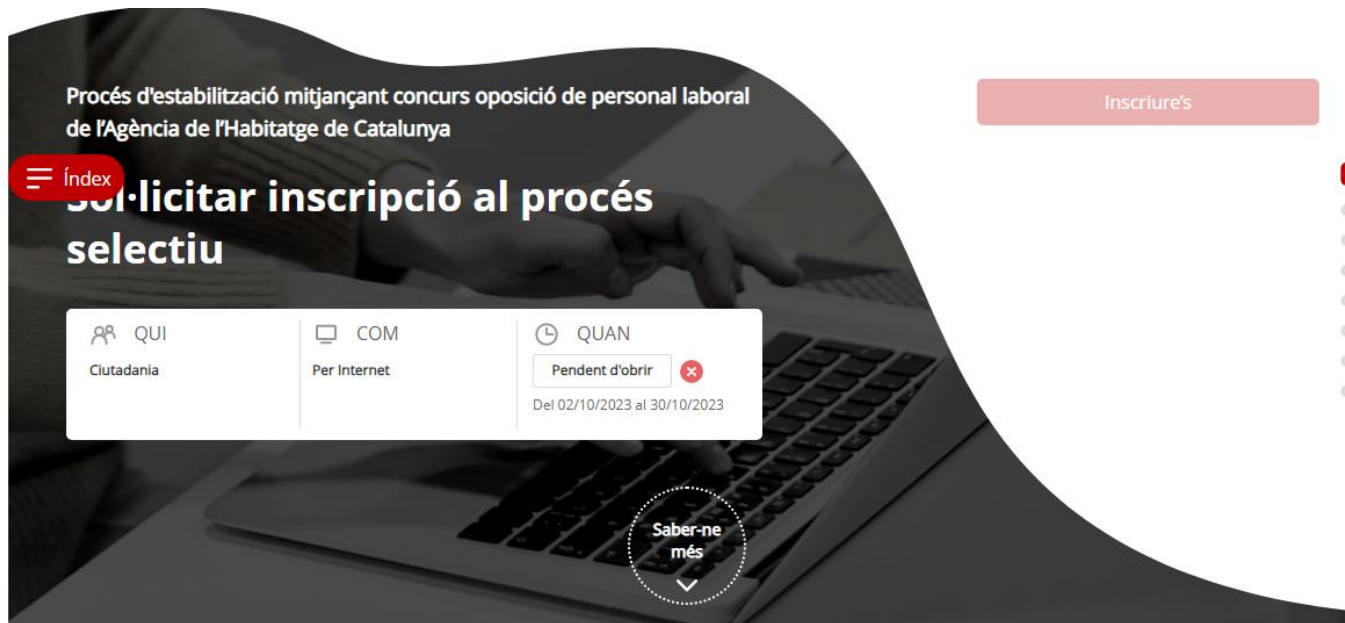 Procés d'estabilització mitjançant concurs oposició de personal laboral
de l'Agència de l'Habitatge de Catalunya
Inscriure's
Índex
Sol·licitar inscripció al procés
selectiu
QUI
Ciutadania
COM
Per Internet
QUAN
Pendent d'obrir
Del 02/10/2023 al 30/10/2023
Saber-ne
més